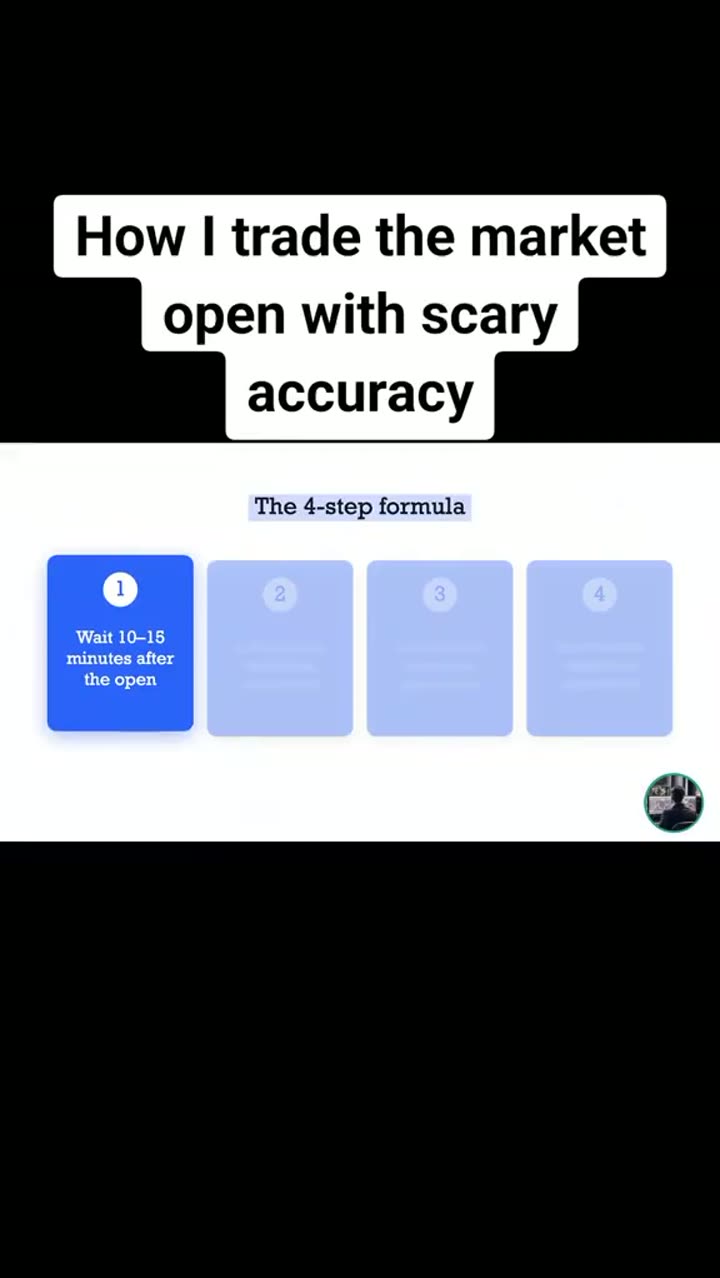 How I trade the market
open with scary
accuracy
The 4-step formula
1
Wait 10–15
minutes after
the open
2
3
4